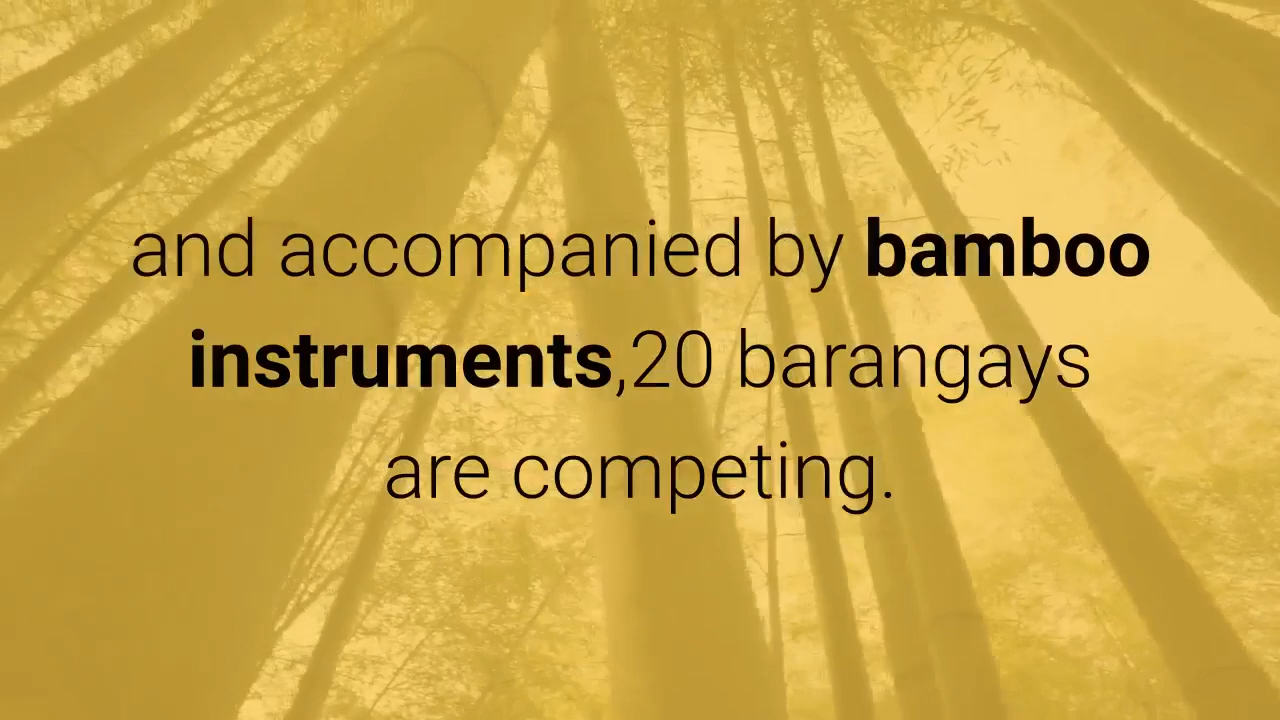 and accompanied by bamboo
instruments,20 barangays
are competing.